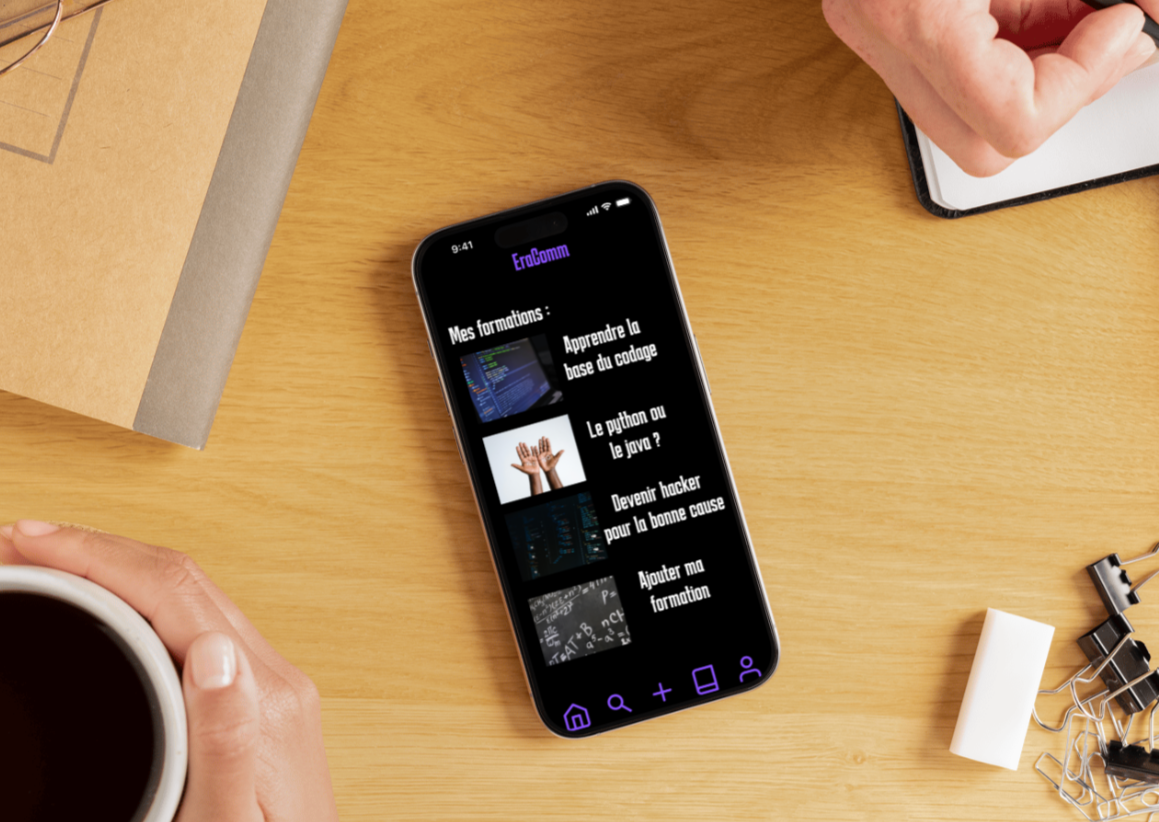 9:41
EraComm
Mes formations :
Apprendre la
base du codage
Le python ou
le java ?
Devenir hacker
pour la bonne cause
Ajouter ma
formation